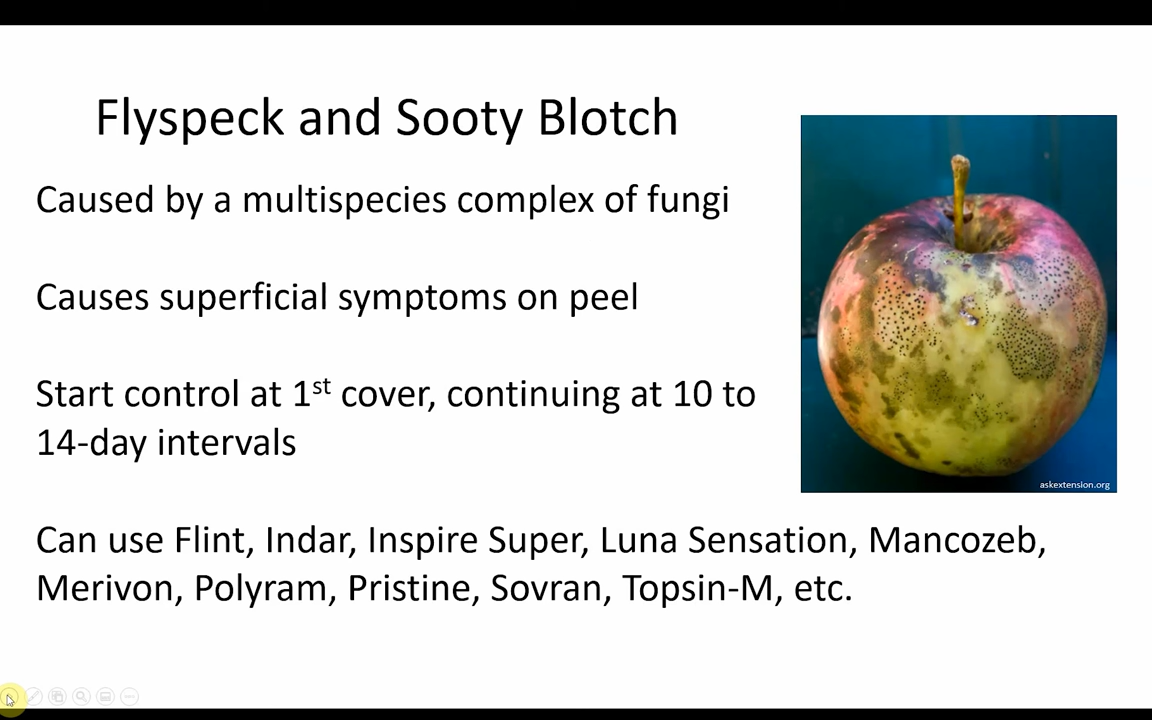 Flyspeck and Sooty Blotch
Caused by a multispecies complex of fungi
Causes superficial symptoms on peel
Start control at 1st cover, continuing at 10 to
14-day intervals
askextension.org
Can use Flint, Indar, Inspire Super, Luna Sensation, Mancozeb,
Merivon, Polyram, Pristine, Sovran, Topsin-M, etc.